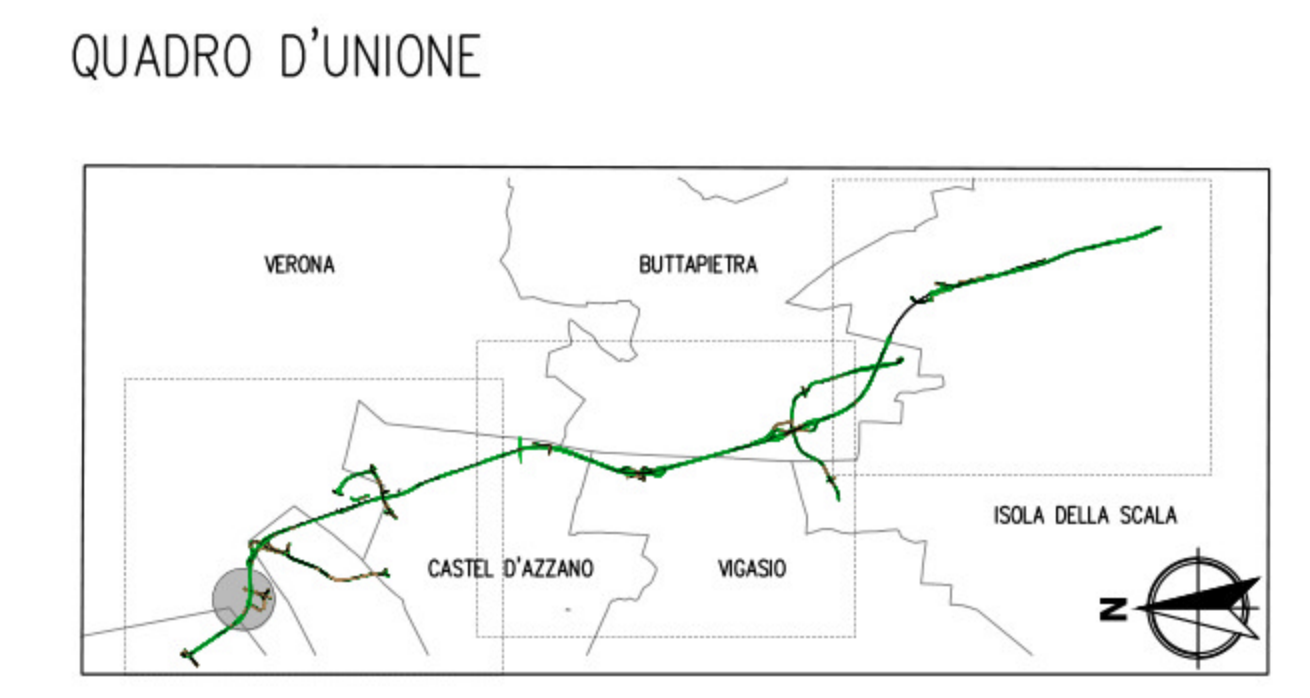 QUADRO D'UNIONE
VERONA
BUTTAPIETRA
ISOLA DELLA SCALA
CASTEL D'AZZANO
VIGASIO
N